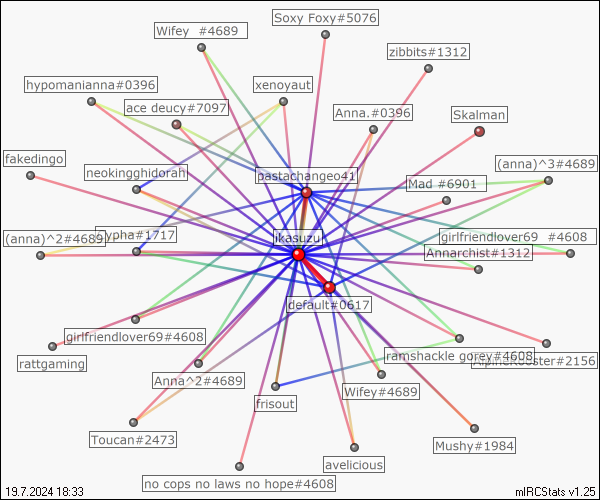 Soxy Foxy#5076
Wifey #4689
zibbits#1312
hypomanianna#0396
xenoyaut
ace deucy#7097
Anna.#0396
Skalman
fakedingo
(anna)^3#4689
neokingghidorah
pastachangeo41
Mad #6901
(anna)^2#4689
ypha#1717
ikasuzu
girlfriendlover69 #4608
Annarchist#1312
default#0617
girlfriendlover69#4608
ramshackle gorey#4608
rattgaming
Anna^2#4689
Wifey#4689
frisout
Toucan#2473
Mushy#1984
avelicious
no cops no laws no hope#4608
19.7.2024 18:33
mIRCStats v1.25